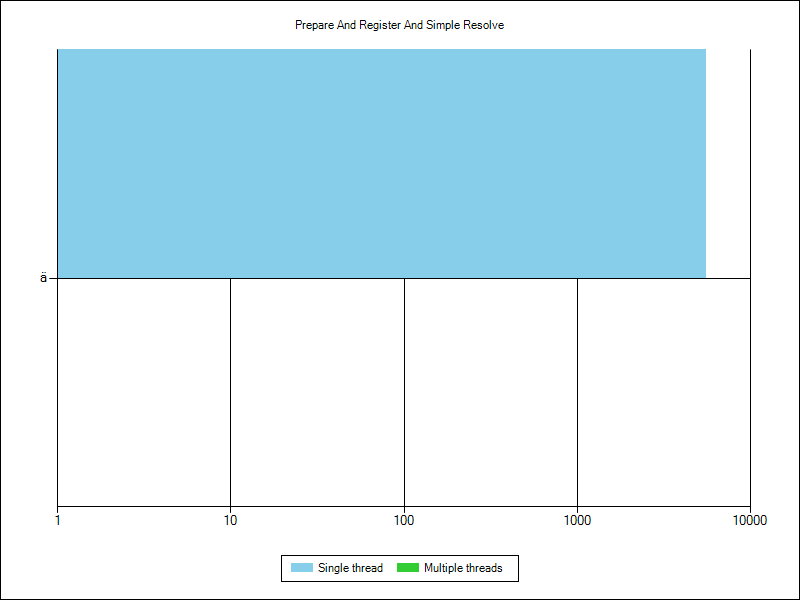 Prepare And Register And Simple Resolve
ã
1 10 100 1000 10000
Single thread Multiple threads